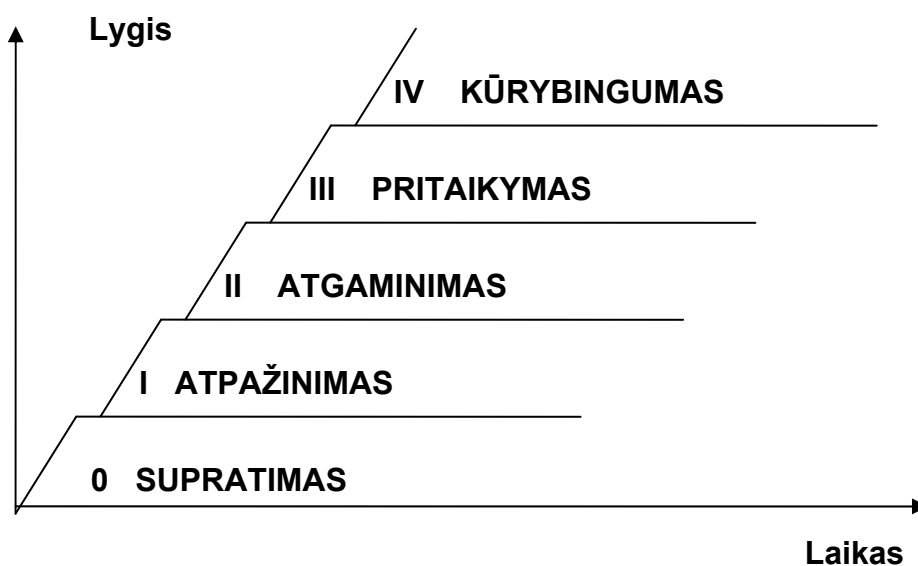 Lygis
IV KŪRYBINGUMAS
III PRITAIKYMAS
II ATGAMINIMAS
I ATPAŽINIMAS
0 SUPRATIMAS
Laikas